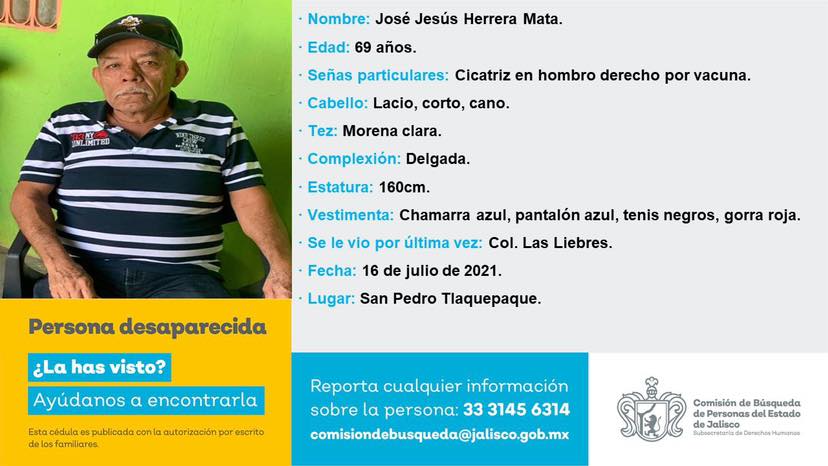 · Nombre: José Jesús Herrera Mata.
· Edad: 69 años.
· Señas particulares: Cicatriz en hombro derecho por vacuna.
· Cabello: Lacio, corto, cano.
· Tez: Morena clara.
· Complexión: Delgada.
· Estatura: 160cm.
· Vestimenta: Chamarra azul, pantalón azul, tenis negros, gorra roja.
· Se le vio por última vez: Col. Las Liebres.
· Fecha: 16 de julio de 2021.
· Lugar: San Pedro Tlaquepaque.
Persona desaparecida
¿La has visto?
Ayúdanos a encontrarla
Esta cédula es publicada con la autorización por escrito
de los familiares.
Reporta cualquier información
sobre la persona: 33 3145 6314
comisiondebusqueda@jalisco.gob.mx
Comisión de Búsqueda
de Personas del Estado
de Jalisco
Subsecretaría de Derechos Humanos